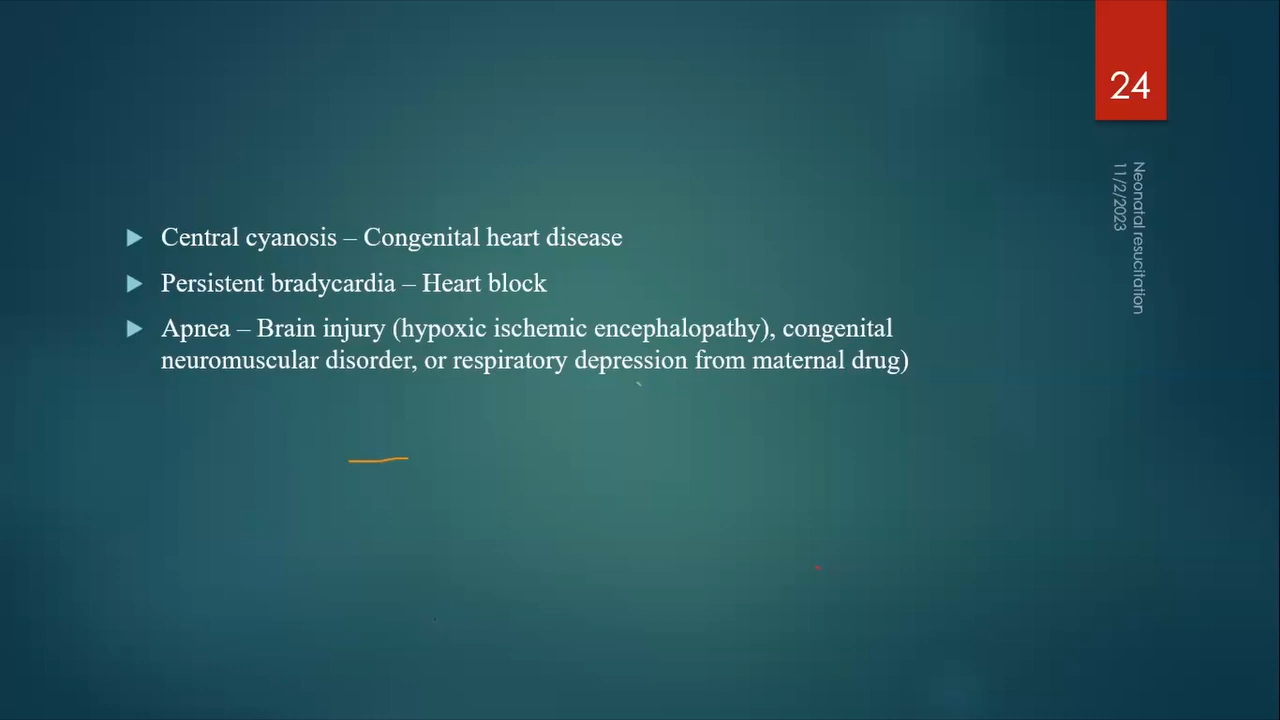 24
Neonatal resucitation
11/2/2023
Central cyanosis – Congenital heart disease
Persistent bradycardia – Heart block
Apnea – Brain injury (hypoxic ischemic encephalopathy), congenital
neuromuscular disorder, or respiratory depression from maternal drug)